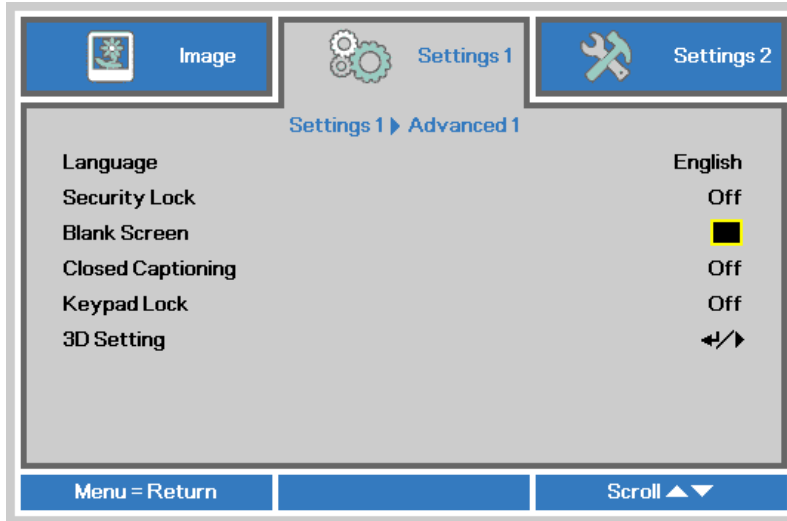 Image
Settings 1
Settings 2
Settings 1 ▶ Advanced 1
Language English
Security Lock Off
Blank Screen
Closed Captioning Off
Keypad Lock Off
3D Setting ↵/▶
Menu = Return Scroll ▲▼